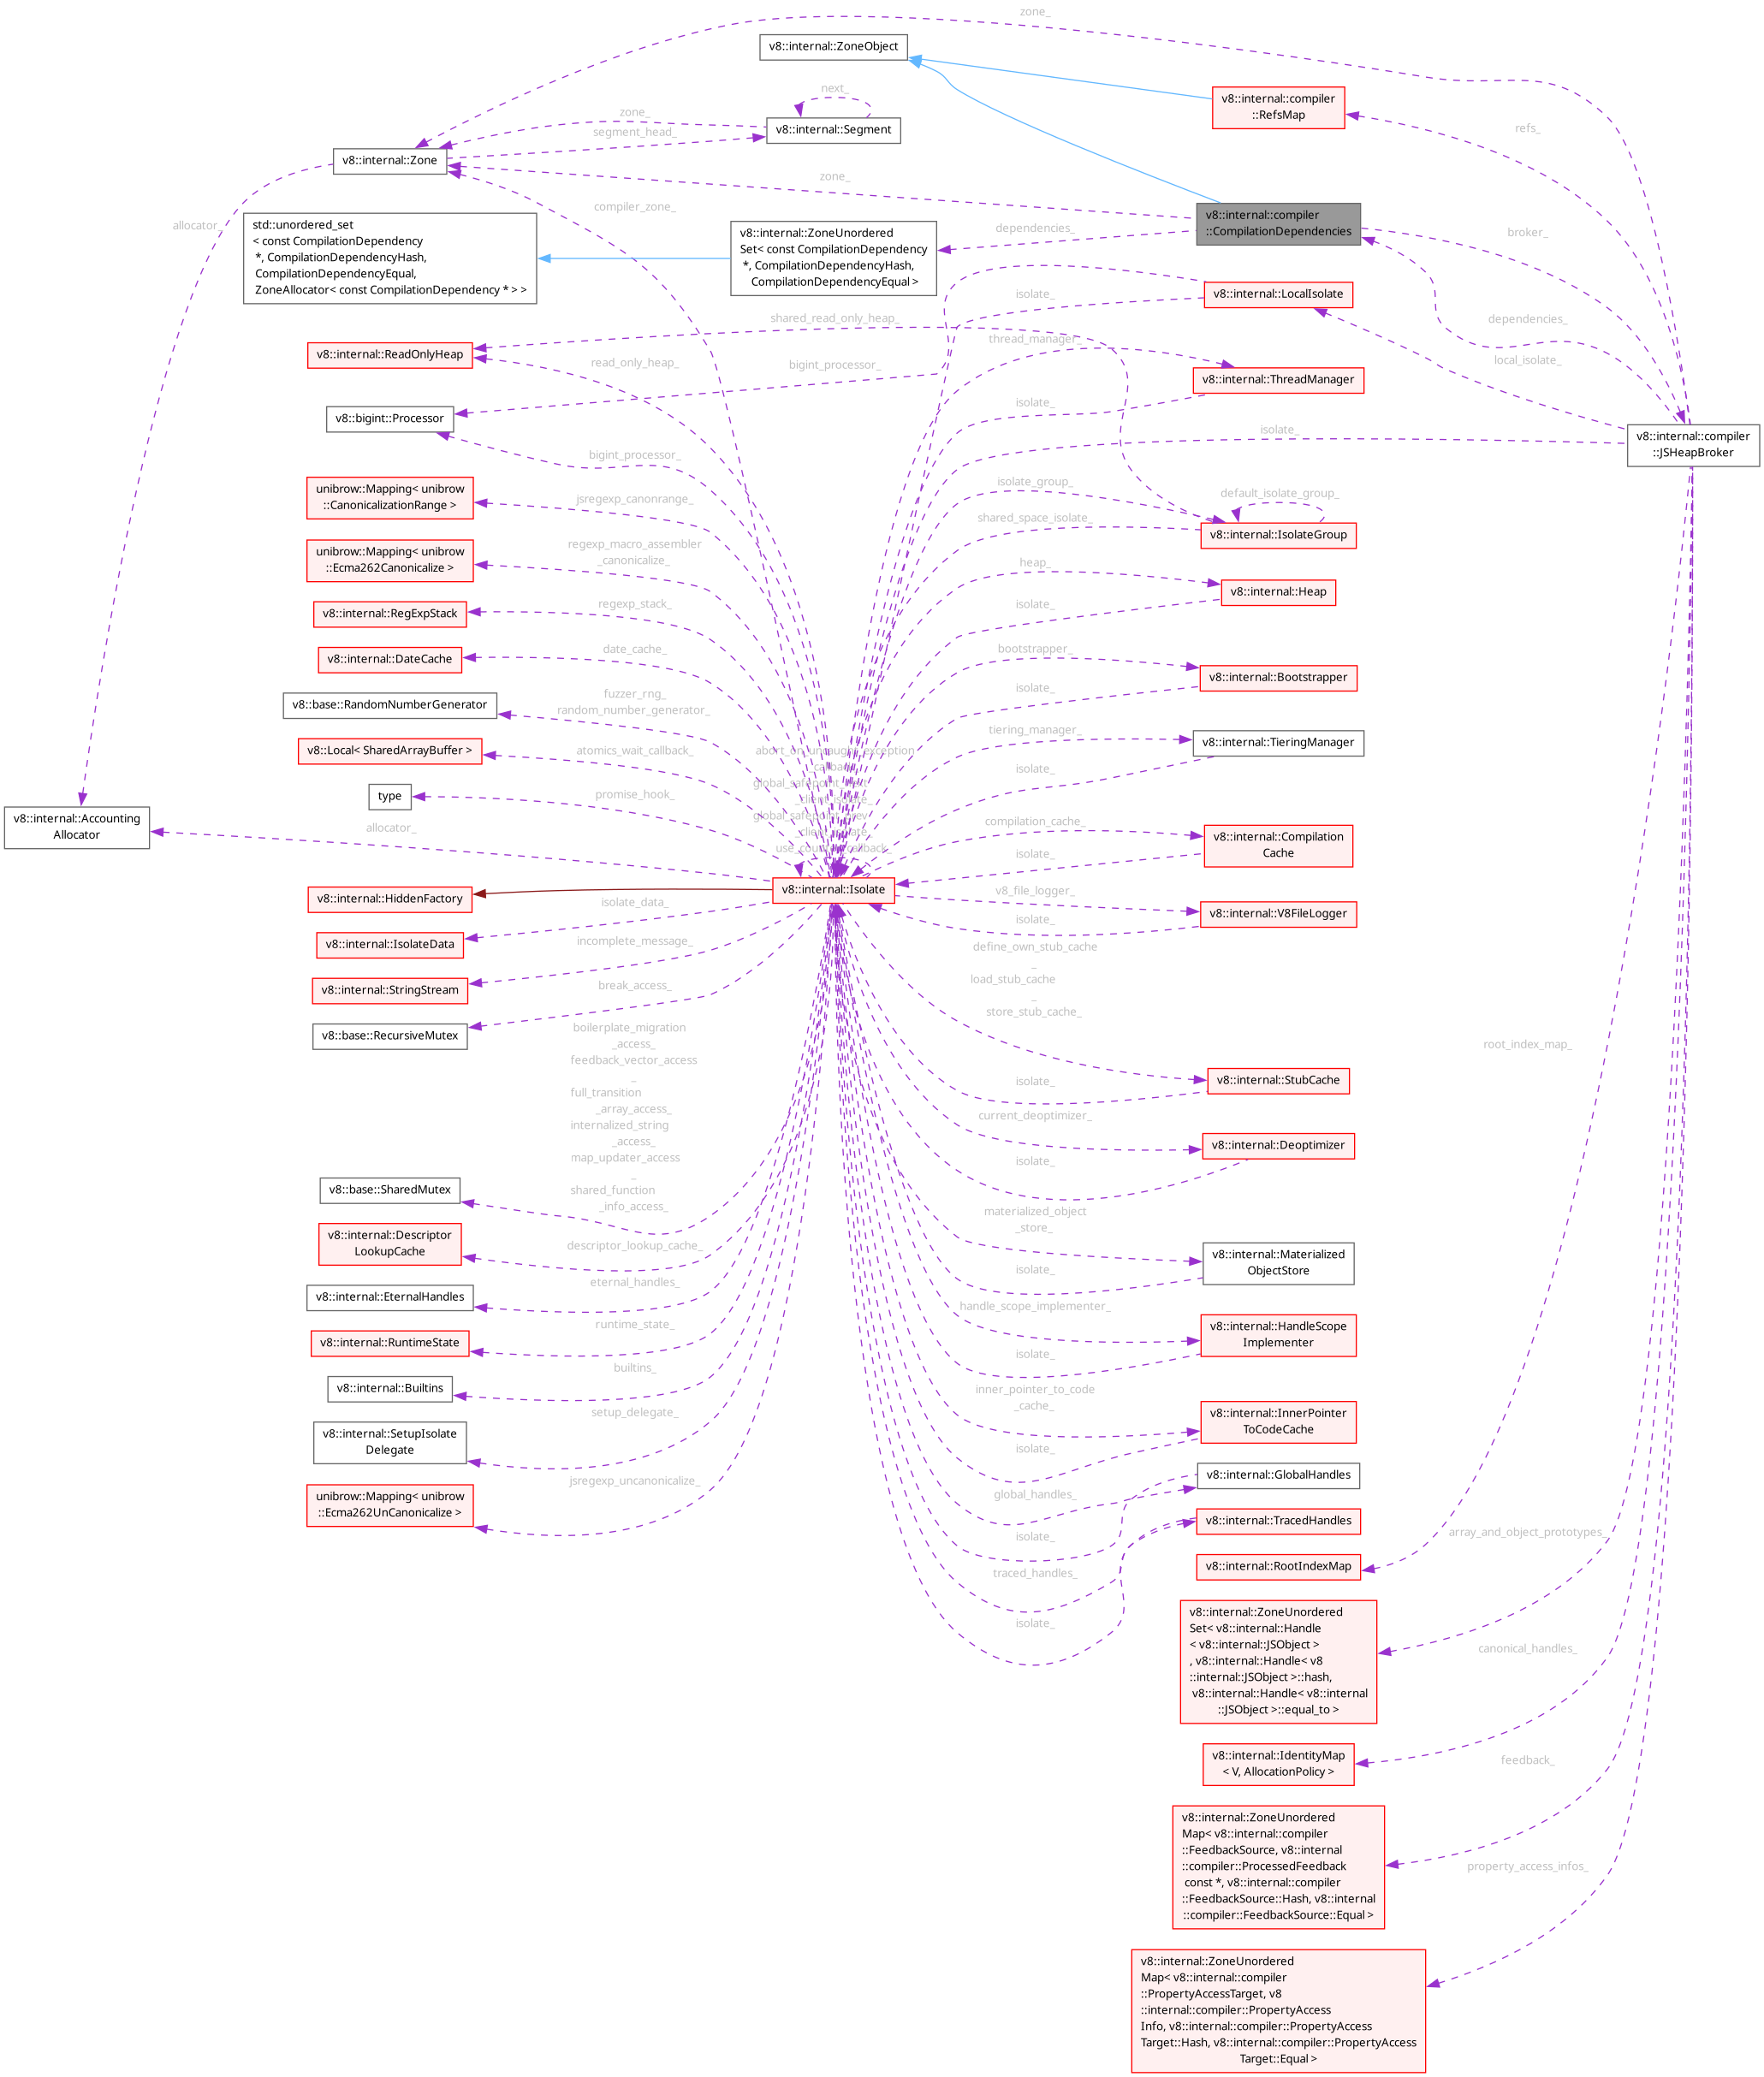 zone_
v8::internal::ZoneObject
next_
v8::internal::compiler
::RefsMap
zone_
segment_head_
v8::internal::Segment
refs_
v8::internal::Zone
zone_
compiler_zone_
allocator_
std::unordered_set
< const CompilationDependency
*, CompilationDependencyHash,
CompilationDependencyEqual,
ZoneAllocator< const CompilationDependency * > >
v8::internal::ZoneUnordered
Set< const CompilationDependency
*, CompilationDependencyHash,
CompilationDependencyEqual >
dependencies_
v8::internal::compiler
::CompilationDependencies
broker_
v8::internal::LocalIsolate
isolate_
shared_read_only_heap_
dependencies_
thread_manager_
v8::internal::ReadOnlyHeap
read_only_heap_
bigint_processor_
local_isolate_
v8::internal::ThreadManager
isolate_
v8::bigint::Processor
bigint_processor_
isolate_
v8::internal::compiler
::JSHeapBroker
unibrow::Mapping< unibrow
::CanonicalizationRange >
jsregexp_canonrange_
isolate_group_
default_isolate_group_
shared_space_isolate_
v8::internal::IsolateGroup
unibrow::Mapping< unibrow
::Ecma262Canonicalize >
regexp_macro_assembler
_canonicalize_
heap_
v8::internal::Heap
isolate_
v8::internal::RegExpStack
regexp_stack_
v8::internal::DateCache
date_cache_
bootstrapper_
v8::internal::Bootstrapper
isolate_
v8::base::RandomNumberGenerator
fuzzer_rng_
random_number_generator_
tiering_manager_
v8::internal::TieringManager
isolate_
v8::Local< SharedArrayBuffer >
atomics_wait_callback_
type
promise_hook_
abort_on_uncaught_exception
_callback_
global_safepoint_next
_client_isolate_
global_safepoint_prev
_client_isolate_
use_counter_callback_
v8::internal::Accounting
Allocator
allocator_
compilation_cache_
v8::internal::Compilation
Cache
isolate_
v8::internal::HiddenFactory
v8::internal::Isolate
v8_file_logger_
v8::internal::V8FileLogger
isolate_
v8::internal::IsolateData
isolate_data_
v8::internal::StringStream
incomplete_message_
v8::base::RecursiveMutex
break_access_
define_own_stub_cache
_
load_stub_cache
_
store_stub_cache_
v8::internal::StubCache
isolate_
root_index_map_
boilerplate_migration
_access_
feedback_vector_access
_
full_transition
_array_access_
internalized_string
_access_
map_updater_access
_
shared_function
_info_access_
v8::base::SharedMutex
current_deoptimizer_
v8::internal::Deoptimizer
isolate_
v8::internal::Descriptor
LookupCache
descriptor_lookup_cache_
materialized_object
_store_
v8::internal::Materialized
ObjectStore
isolate_
v8::internal::EternalHandles
eternal_handles_
handle_scope_implementer_
v8::internal::HandleScope
Implementer
isolate_
v8::internal::RuntimeState
runtime_state_
v8::internal::Builtins
builtins_
inner_pointer_to_code
_cache_
v8::internal::InnerPointer
ToCodeCache
isolate_
v8::internal::SetupIsolate
Delegate
setup_delegate_
v8::internal::GlobalHandles
global_handles_
isolate_
unibrow::Mapping< unibrow
::Ecma262UnCanonicalize >
jsregexp_uncanonicalize_
v8::internal::TracedHandles
traced_handles_
isolate_
array_and_object_prototypes_
v8::internal::RootIndexMap
v8::internal::ZoneUnordered
Set< v8::internal::Handle
< v8::internal::JSObject >
, v8::internal::Handle< v8
::internal::JSObject >::hash,
v8::internal::Handle< v8::internal
::JSObject >::equal_to >
canonical_handles_
v8::internal::IdentityMap
< V, AllocationPolicy >
feedback_
v8::internal::ZoneUnordered
Map< v8::internal::compiler
::FeedbackSource, v8::internal
::compiler::ProcessedFeedback
const *, v8::internal::compiler
::FeedbackSource::Hash, v8::internal
::compiler::FeedbackSource::Equal >
property_access_infos_
v8::internal::ZoneUnordered
Map< v8::internal::compiler
::PropertyAccessTarget, v8
::internal::compiler::PropertyAccess
Info, v8::internal::compiler::PropertyAccess
Target::Hash, v8::internal::compiler::PropertyAccess
Target::Equal >